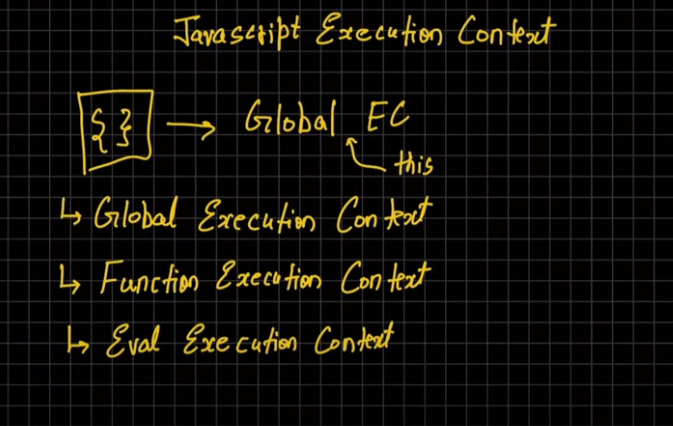 Javascript Execution Context
{ } → Global EC
this
↳ Global Execution Context
↳ Function Execution Context
↳ Eval Execution Context